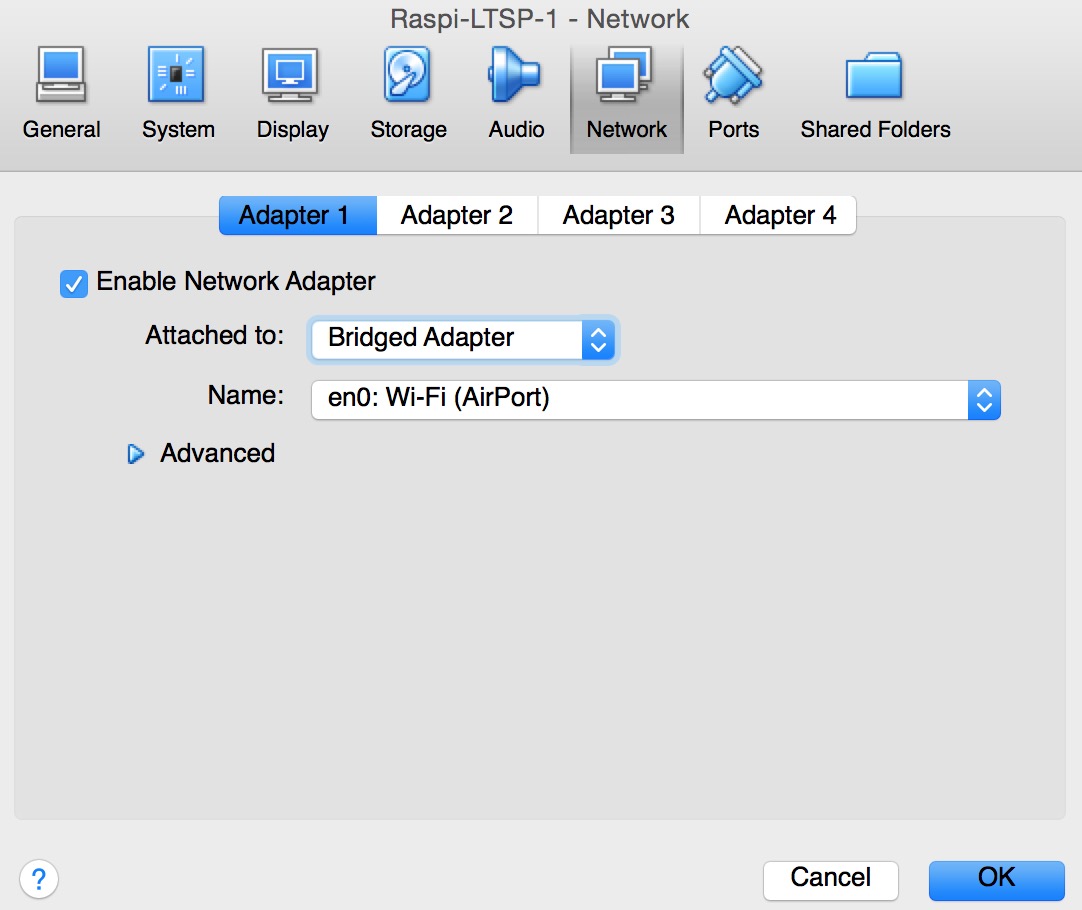 Raspi-LTSP-1 - Network
General System Display Storage Audio Network Ports Shared Folders
Adapter 1 Adapter 2 Adapter 3 Adapter 4
Enable Network Adapter
Attached to: Bridged Adapter
Name: en0: Wi-Fi (AirPort)
Advanced
? Cancel OK